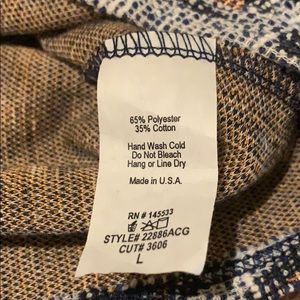 65% Polyester
35% Cotton
Hand Wash Cold
Do Not Bleach
Hang or Line Dry
Made in U.S.A.
RN # 145533
STYLE# 22886ACG
CUT# 3606
L